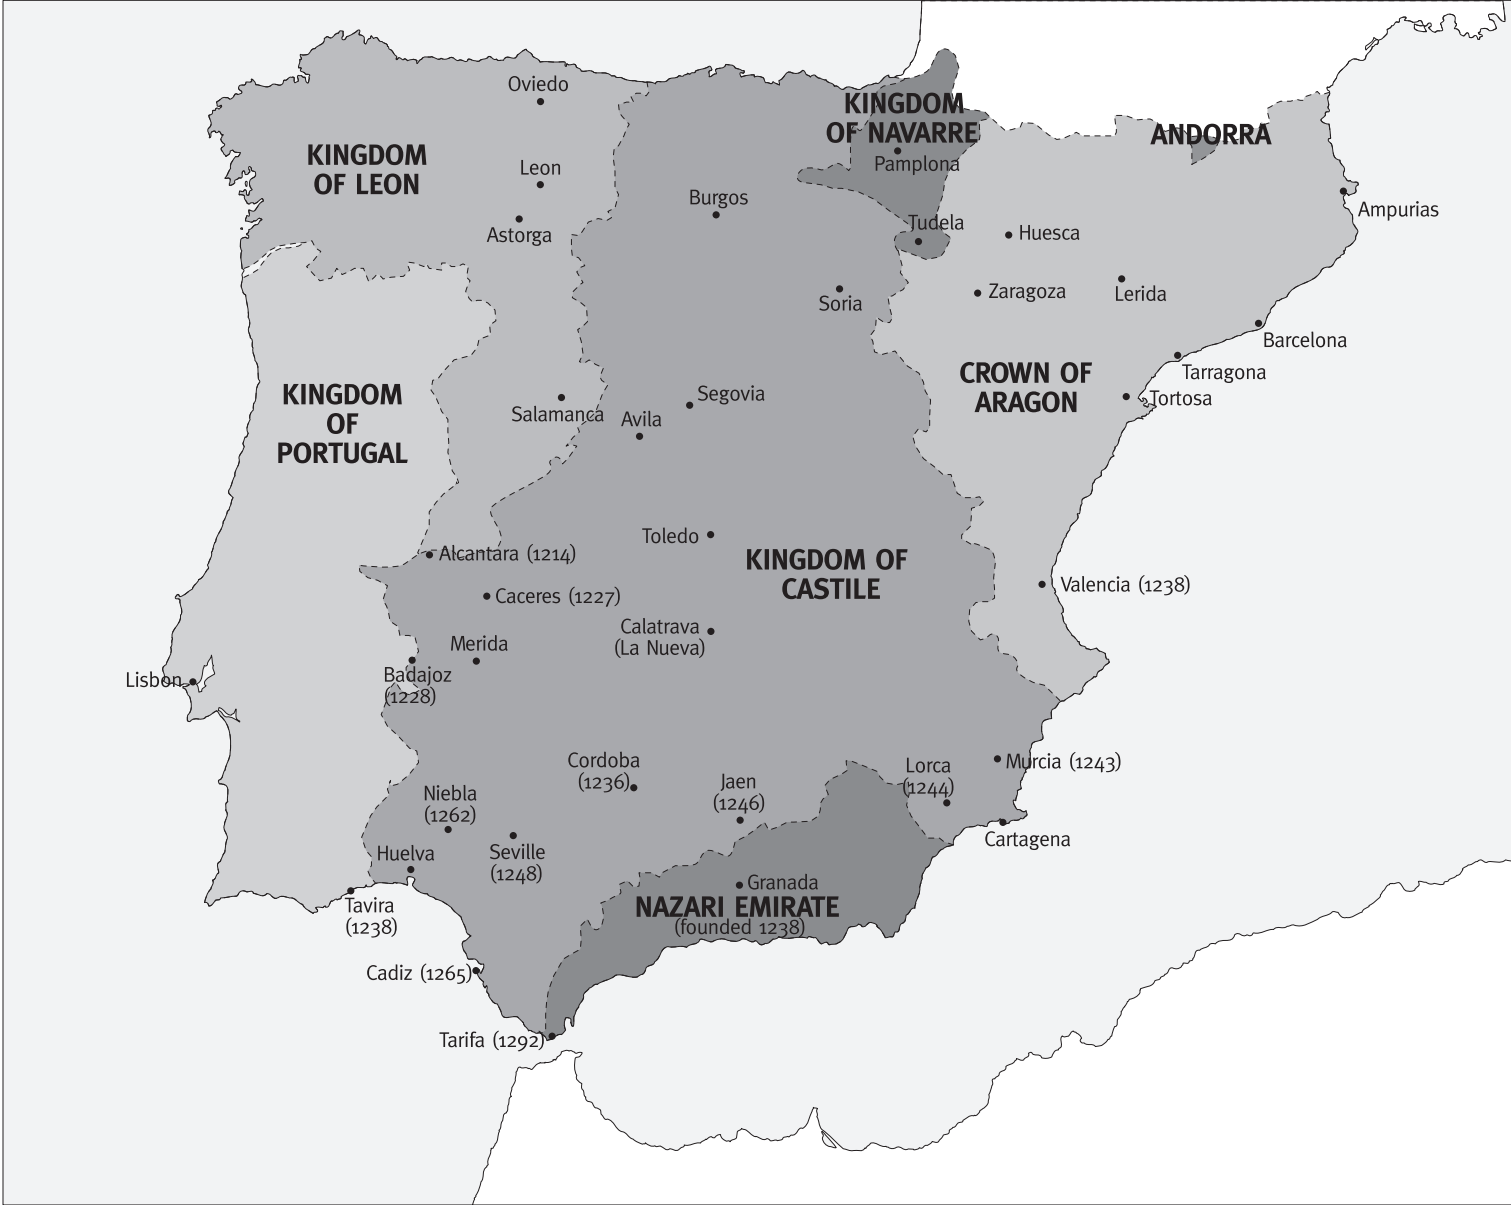 Oviedo
KINGDOM
OF NAVARRE
ANDORRA
KINGDOM
OF LEON
Leon
Pamplona
Burgos
Ampurias
Astorga
Tudela
Huesca
Soria
Zaragoza
Lerida
Barcelona
Tarragona
CROWN OF
ARAGON
Tortosa
KINGDOM
OF
PORTUGAL
Salamanca
Avila
Segovia
Toledo
KINGDOM OF
CASTILE
Alcantara (1214)
Caceres (1227)
Valencia (1238)
Calatrava
(La Nueva)
Merida
Lisbon
Badajoz
(1228)
Cordoba
(1236)
Jaen
(1246)
Lorca
(1244)
Murcia (1243)
Niebla
(1262)
Cartagena
Huelva
Seville
(1248)
Granada
NAZARI EMIRATE
(founded 1238)
Tavira
(1238)
Cadiz (1265)
Tarifa (1292)